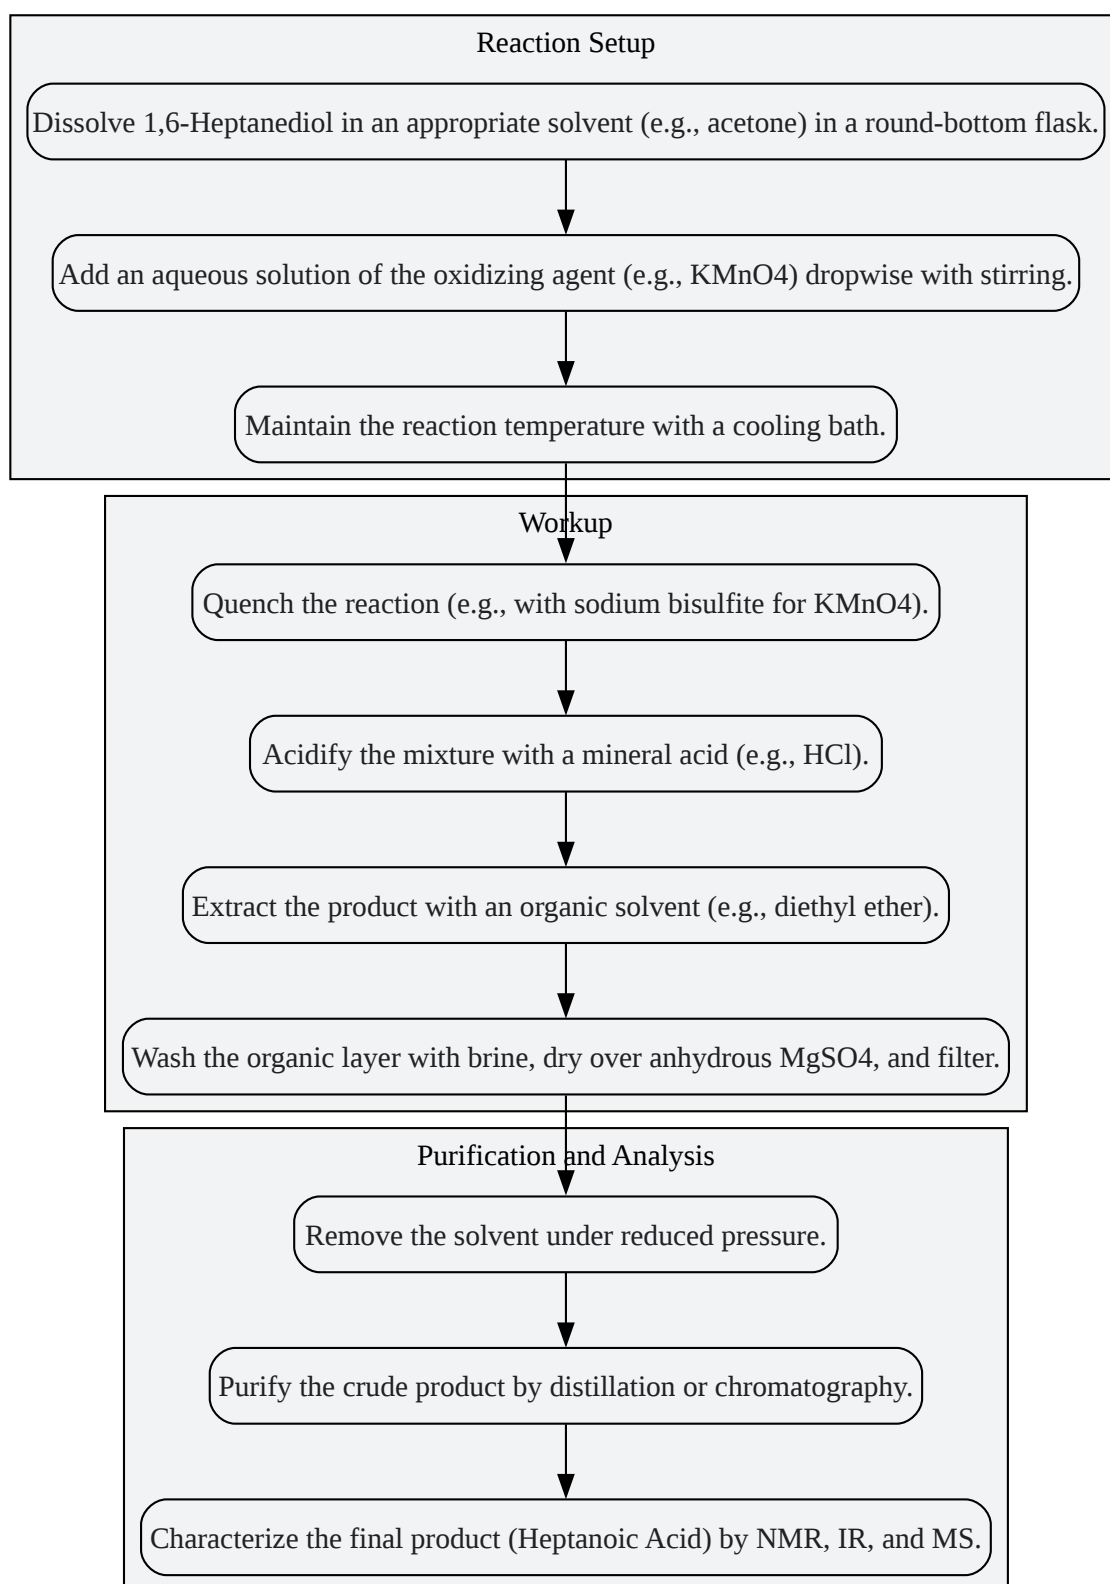 Reaction Setup
Dissolve 1,6-Heptanediol in an appropriate solvent (e.g., acetone) in a round-bottom flask.
Add an aqueous solution of the oxidizing agent (e.g., KMnO4) dropwise with stirring.
Maintain the reaction temperature with a cooling bath.
Workup
Quench the reaction (e.g., with sodium bisulfite for KMnO4).
Acidify the mixture with a mineral acid (e.g., HCl).
Extract the product with an organic solvent (e.g., diethyl ether).
Wash the organic layer with brine, dry over anhydrous MgSO4, and filter.
Purification and Analysis
Remove the solvent under reduced pressure.
Purify the crude product by distillation or chromatography.
Characterize the final product (Heptanoic Acid) by NMR, IR, and MS.